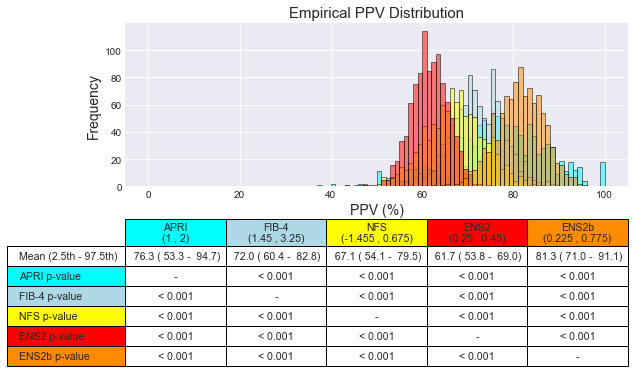 Empirical PPV Distribution
Frequency
100
80
60
40
20
0
0 20 40 60 80 100
PPV (%)
APRI FIB-4 NFS ENS2 ENS2b
(1 , 2) (1.45 , 3.25) (-1.455 , 0.675) (0.25 , 0.45) (0.225 , 0.775)
Mean (2.5th - 97.5th) 76.3 ( 53.3 - 94.7) 72.0 ( 60.4 - 82.8) 67.1 ( 54.1 - 79.5) 61.7 ( 53.8 - 69.0) 81.3 ( 71.0 - 91.1)
APRI p-value - < 0.001 < 0.001 < 0.001 < 0.001
FIB-4 p-value < 0.001 - < 0.001 < 0.001 < 0.001
NFS p-value < 0.001 < 0.001 - < 0.001 < 0.001
ENS2 p-value < 0.001 < 0.001 < 0.001 - < 0.001
ENS2b p-value < 0.001 < 0.001 < 0.001 < 0.001 -